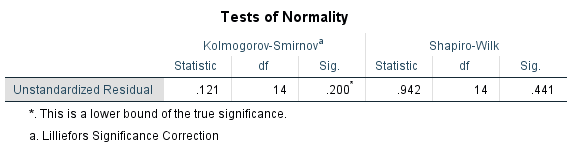 Tests of Normality
Kolmogorov-Smirnovᵃ Shapiro-Wilk
Statistic df Sig. Statistic df Sig.
Unstandardized Residual .121 14 .200* .942 14 .441
*. This is a lower bound of the true significance.
a. Lilliefors Significance Correction